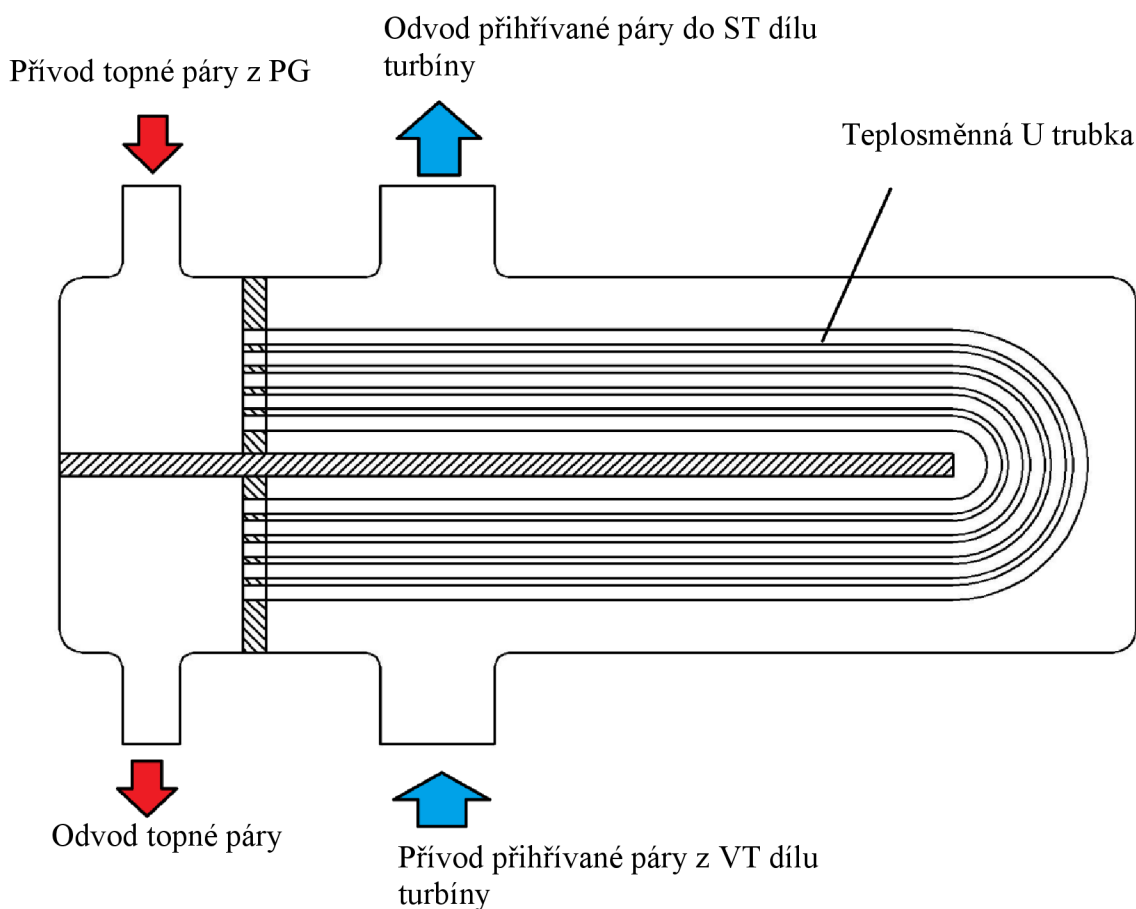 Odvod přihřívané páry do ST dílu
turbíny
Přívod topné páry z PG
Teplosměnná U trubka
Odvod topné páry
Přívod přihřívané páry z VT dílu
turbíny